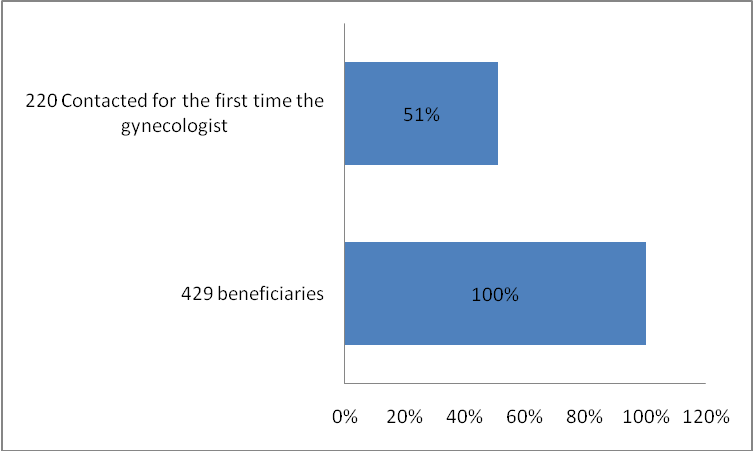 220 Contacted for the first time the
gynecologist
51%
429 beneficiaries
100%
0% 20% 40% 60% 80% 100% 120%